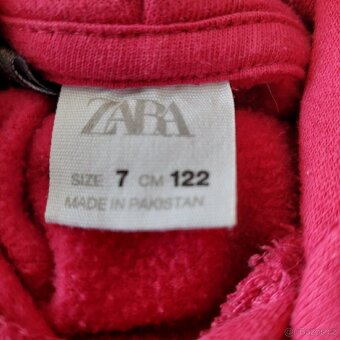 ZARA
SIZE 7 CM 122
MADE IN PAKISTAN